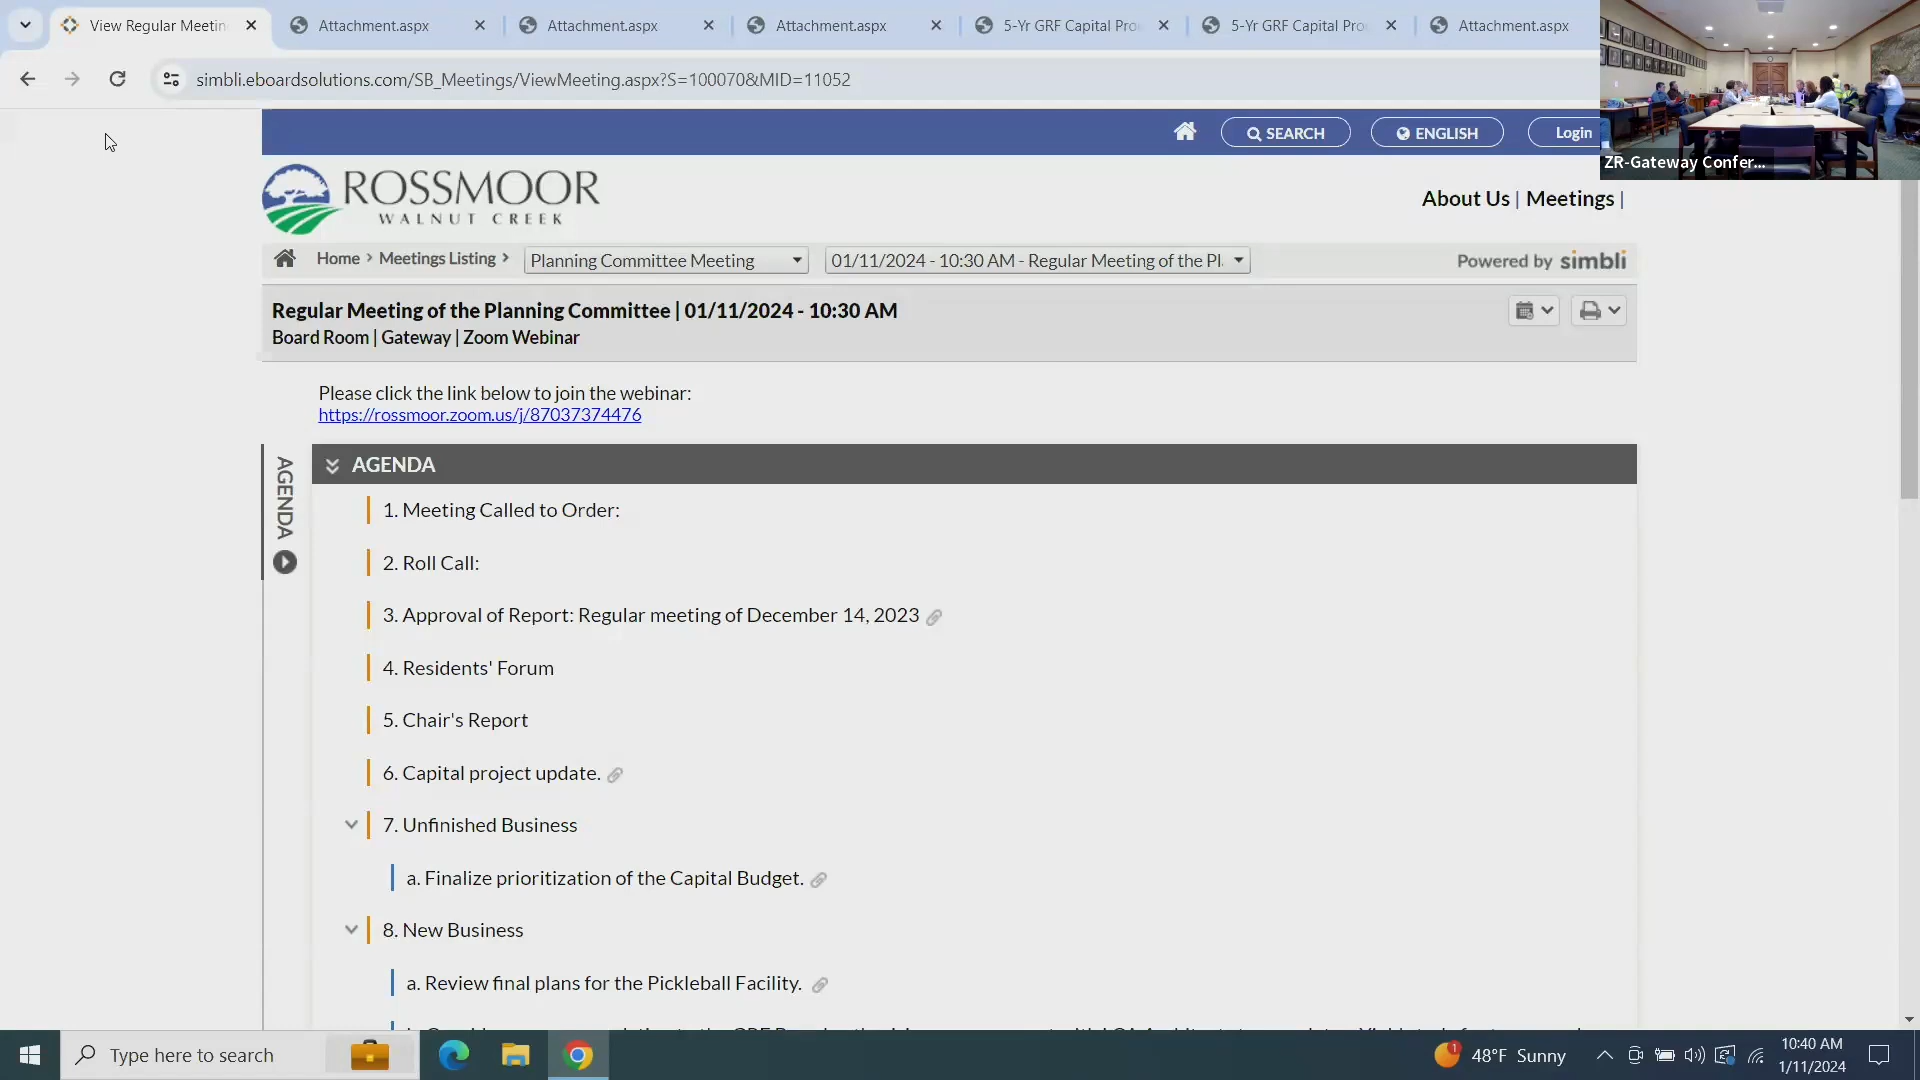 View Regular Meetin
Attachment.aspx
Attachment.aspx
Attachment.aspx
5-Yr GRF Capital Pro
5-Yr GRF Capital Pro
Attachment.aspx
simbli.eboardsolutions.com/SB_Meetings/ViewMeeting.aspx?S=100070&MID=11052
ZR-Gateway Confer...
SEARCH
ENGLISH
Login
ROSSMOOR
WALNUT CREEK
About Us | Meetings |
Home > Meetings Listing >
Planning Committee Meeting
01/11/2024 - 10:30 AM - Regular Meeting of the Pl
Powered by simbli
Regular Meeting of the Planning Committee | 01/11/2024 - 10:30 AM
Board Room | Gateway | Zoom Webinar
Please click the link below to join the webinar:
https://rossmoor.zoom.us/j/87037374476
AGENDA
AGENDA
1. Meeting Called to Order:
2. Roll Call:
3. Approval of Report: Regular meeting of December 14, 2023
4. Residents' Forum
5. Chair's Report
6. Capital project update.
7. Unfinished Business
a. Finalize prioritization of the Capital Budget.
8. New Business
a. Review final plans for the Pickleball Facility.
Type here to search
1
48°F Sunny
10:40 AM
1/11/2024